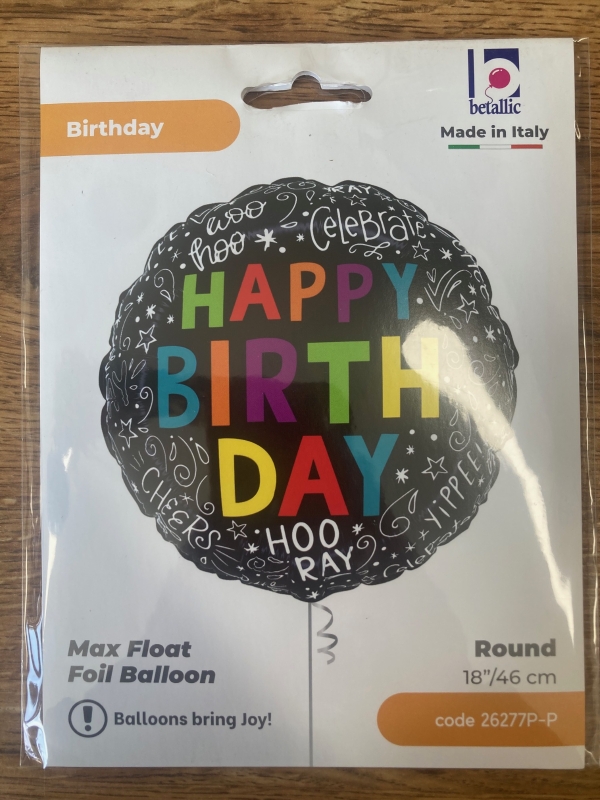 betallic
Birthday
Made in Italy
RAY
woo
hoo
CELEBRATE
HAPPY
BIRTH
DAY
CHEERS
YIPPEE
HOO
RAY
Max Float
Foil Balloon
Round
18"/46 cm
Balloons bring Joy!
code 26277P-P